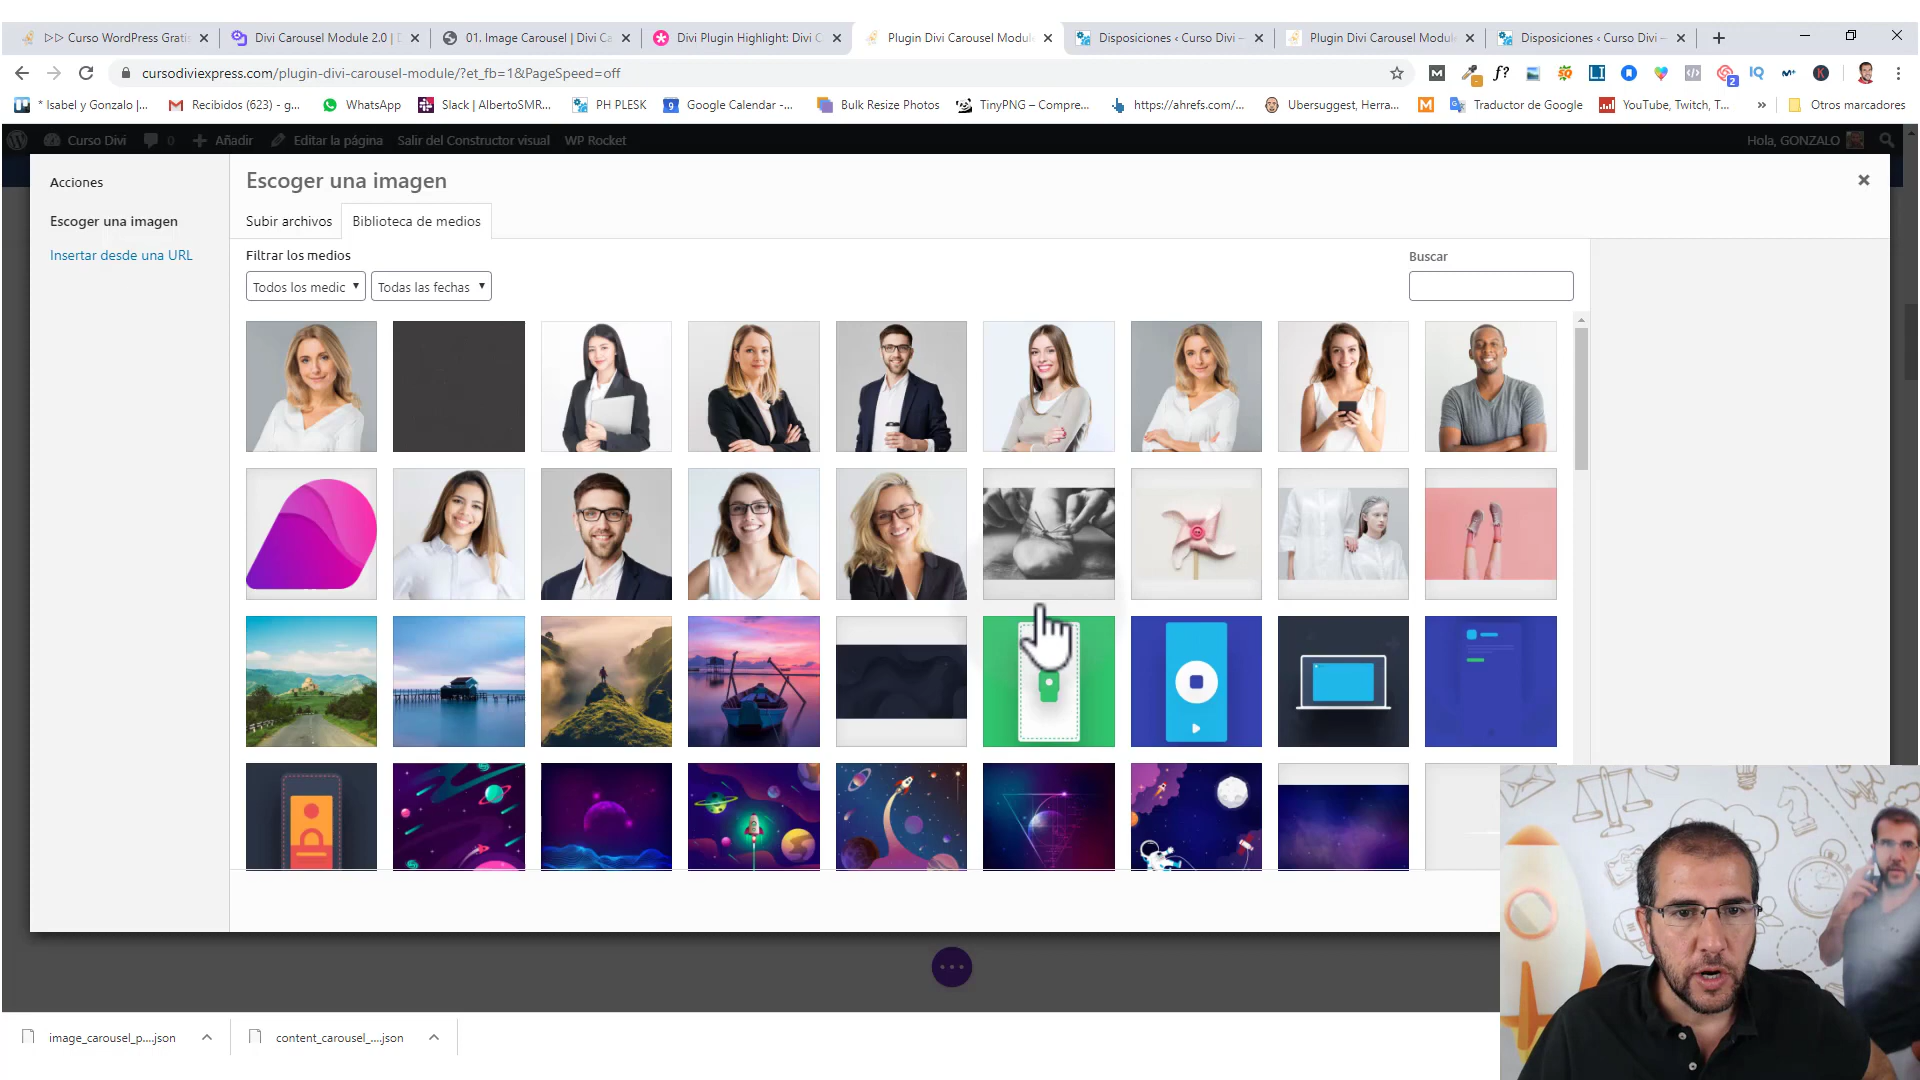 ▷▷ Curso WordPress Gratis
Divi Carousel Module 2.0 | D
01. Image Carousel | Divi Ca
Divi Plugin Highlight: Divi C
Plugin Divi Carousel Module
Disposiciones ‹ Curso Divi —
Plugin Divi Carousel Module
Disposiciones ‹ Curso Divi —
cursodiviexpress.com/plugin-divi-carousel-module/?et_fb=1&PageSpeed=off
* Isabel y Gonzalo |...
Recibidos (623) - g...
WhatsApp
Slack | AlbertoSMR...
PH PLESK
Google Calendar -...
Bulk Resize Photos
TinyPNG – Compre...
https://ahrefs.com/...
Ubersuggest, Herra...
Traductor de Google
YouTube, Twitch, T...
»
Otros marcadores
Curso Divi
0
Añadir
Editar la página
Salir del Constructor visual
WP Rocket
Hola, GONZALO
Acciones
Escoger una imagen
Insertar desde una URL
Escoger una imagen
Subir archivos
Biblioteca de medios
Filtrar los medios
Todos los medic
Todas las fechas
Buscar
image_carousel_p....json
content_carousel_....json